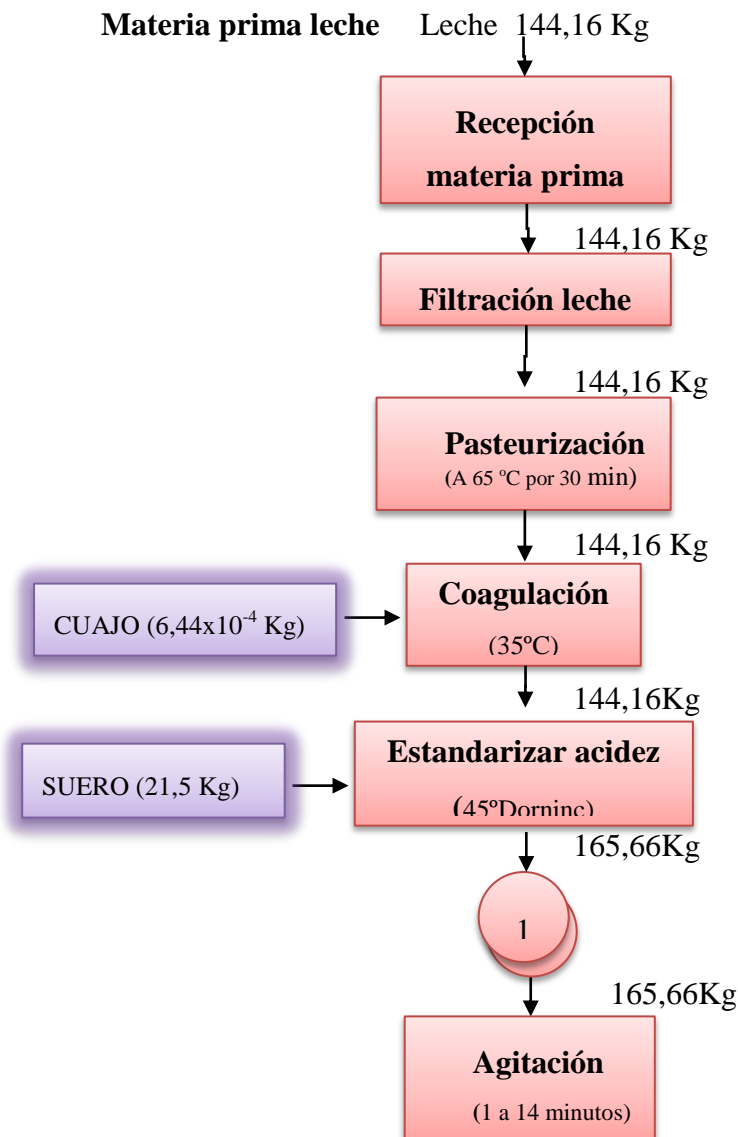 Materia prima leche Leche 144,16 Kg
Recepción
materia prima
144,16 Kg
Filtración leche
144,16 Kg
Pasteurización
(A 65 ºC por 30 min)
144,16 Kg
Coagulación
CUAJO (6,44x10⁻⁴ Kg)
(35ºC)
144,16Kg
Estandarizar acidez
SUERO (21,5 Kg)
(45ºDorninc)
165,66Kg
1
165,66Kg
Agitación
(1 a 14 minutos)